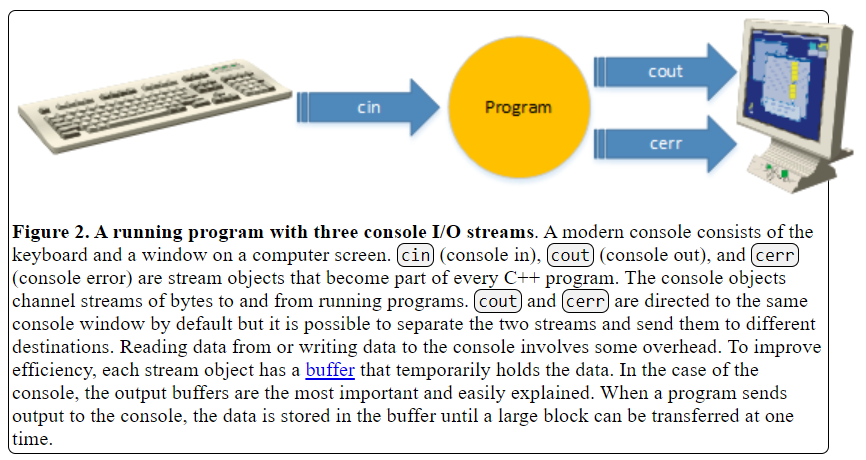 cin
Program
cout
cerr
Figure 2. A running program with three console I/O streams. A modern console consists of the
keyboard and a window on a computer screen. cin (console in), cout (console out), and cerr
(console error) are stream objects that become part of every C++ program. The console objects
channel streams of bytes to and from running programs. cout and cerr are directed to the same
console window by default but it is possible to separate the two streams and send them to different
destinations. Reading data from or writing data to the console involves some overhead. To improve
efficiency, each stream object has a buffer that temporarily holds the data. In the case of the
console, the output buffers are the most important and easily explained. When a program sends
output to the console, the data is stored in the buffer until a large block can be transferred at one
time.